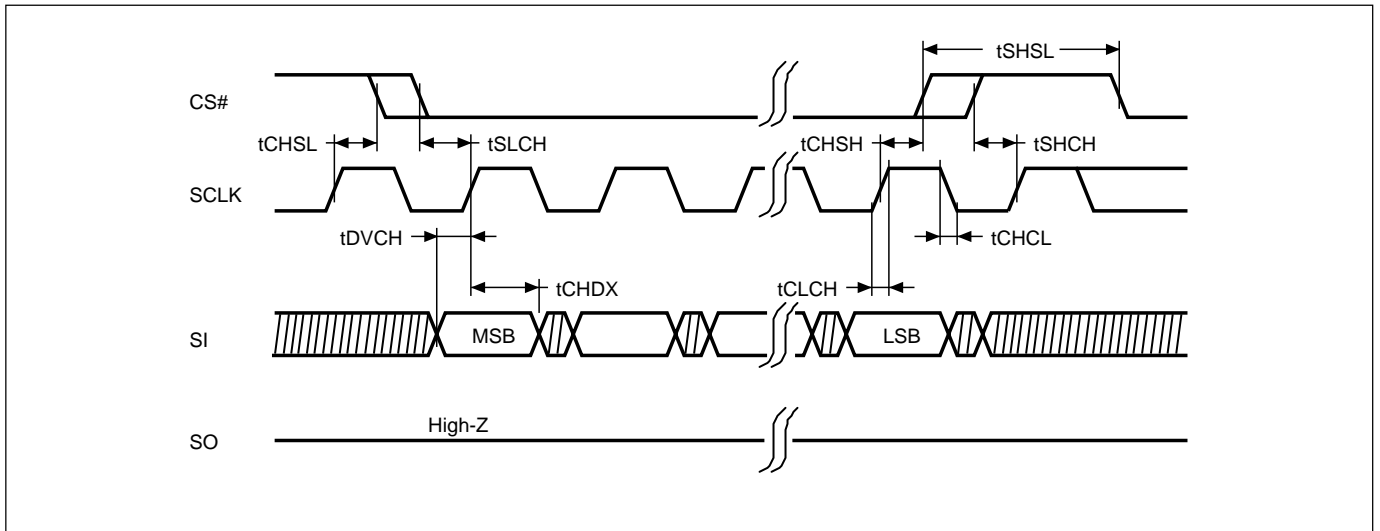 tSHSL
CS#
tCHSL
tSLCH
tCHSH
tSHCH
SCLK
tDVCH
tCHCL
tCHDX
tCLCH
SI
MSB
LSB
High-Z
SO